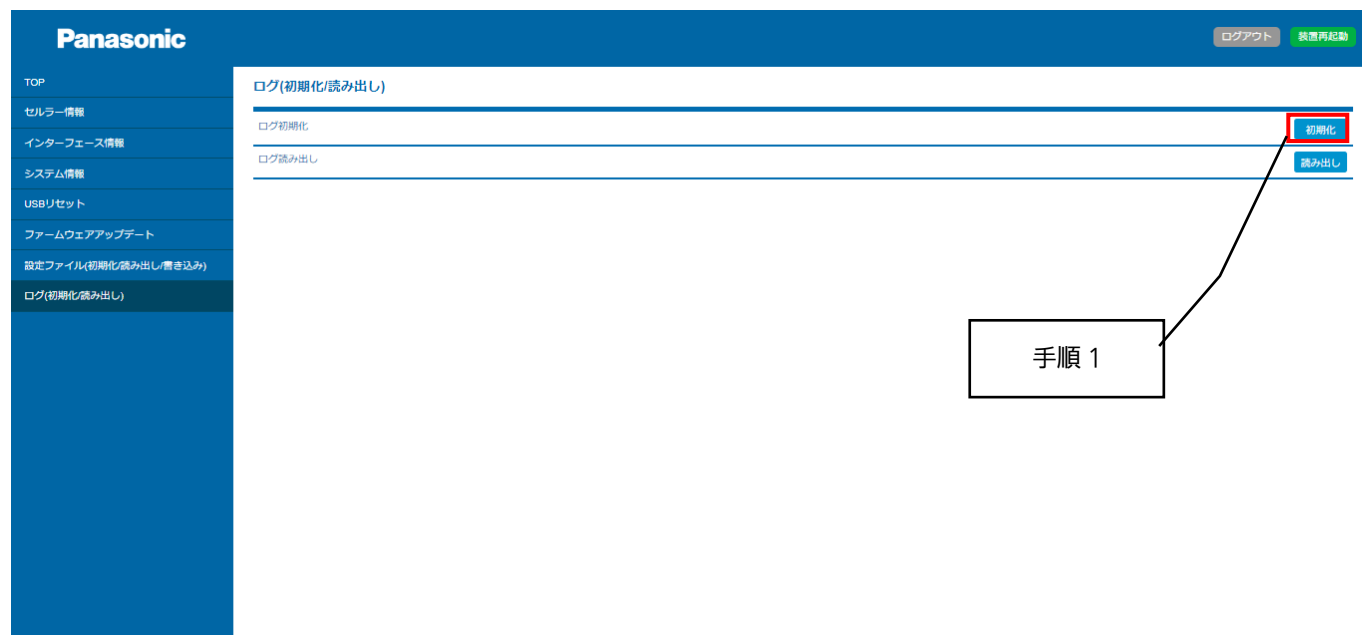 Panasonic
ログアウト
装置再起動
TOP
セルラー情報
インターフェース情報
システム情報
USBリセット
ファームウェアアップデート
設定ファイル(初期化/読み出し/書き込み)
ログ(初期化/読み出し)
ログ(初期化/読み出し)
ログ初期化
初期化
ログ読み出し
読み出し
手順 1